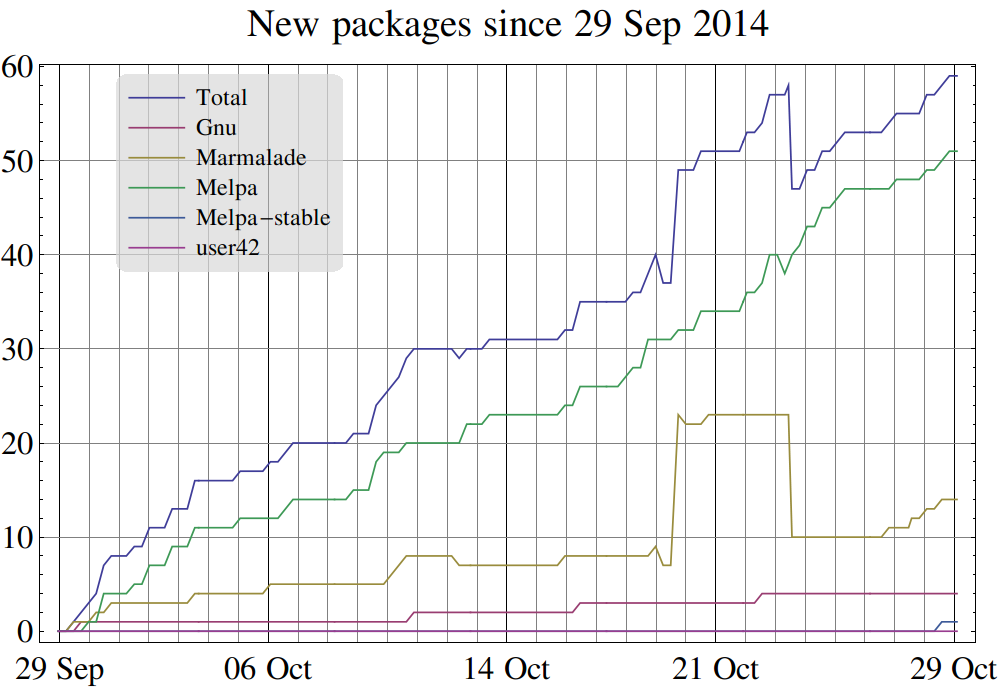 New packages since 29 Sep 2014
60
50
40
30
20
10
0
Total
Gnu
Marmalade
Melpa
Melpa-stable
user42
29 Sep 06 Oct 14 Oct 21 Oct 29 Oct